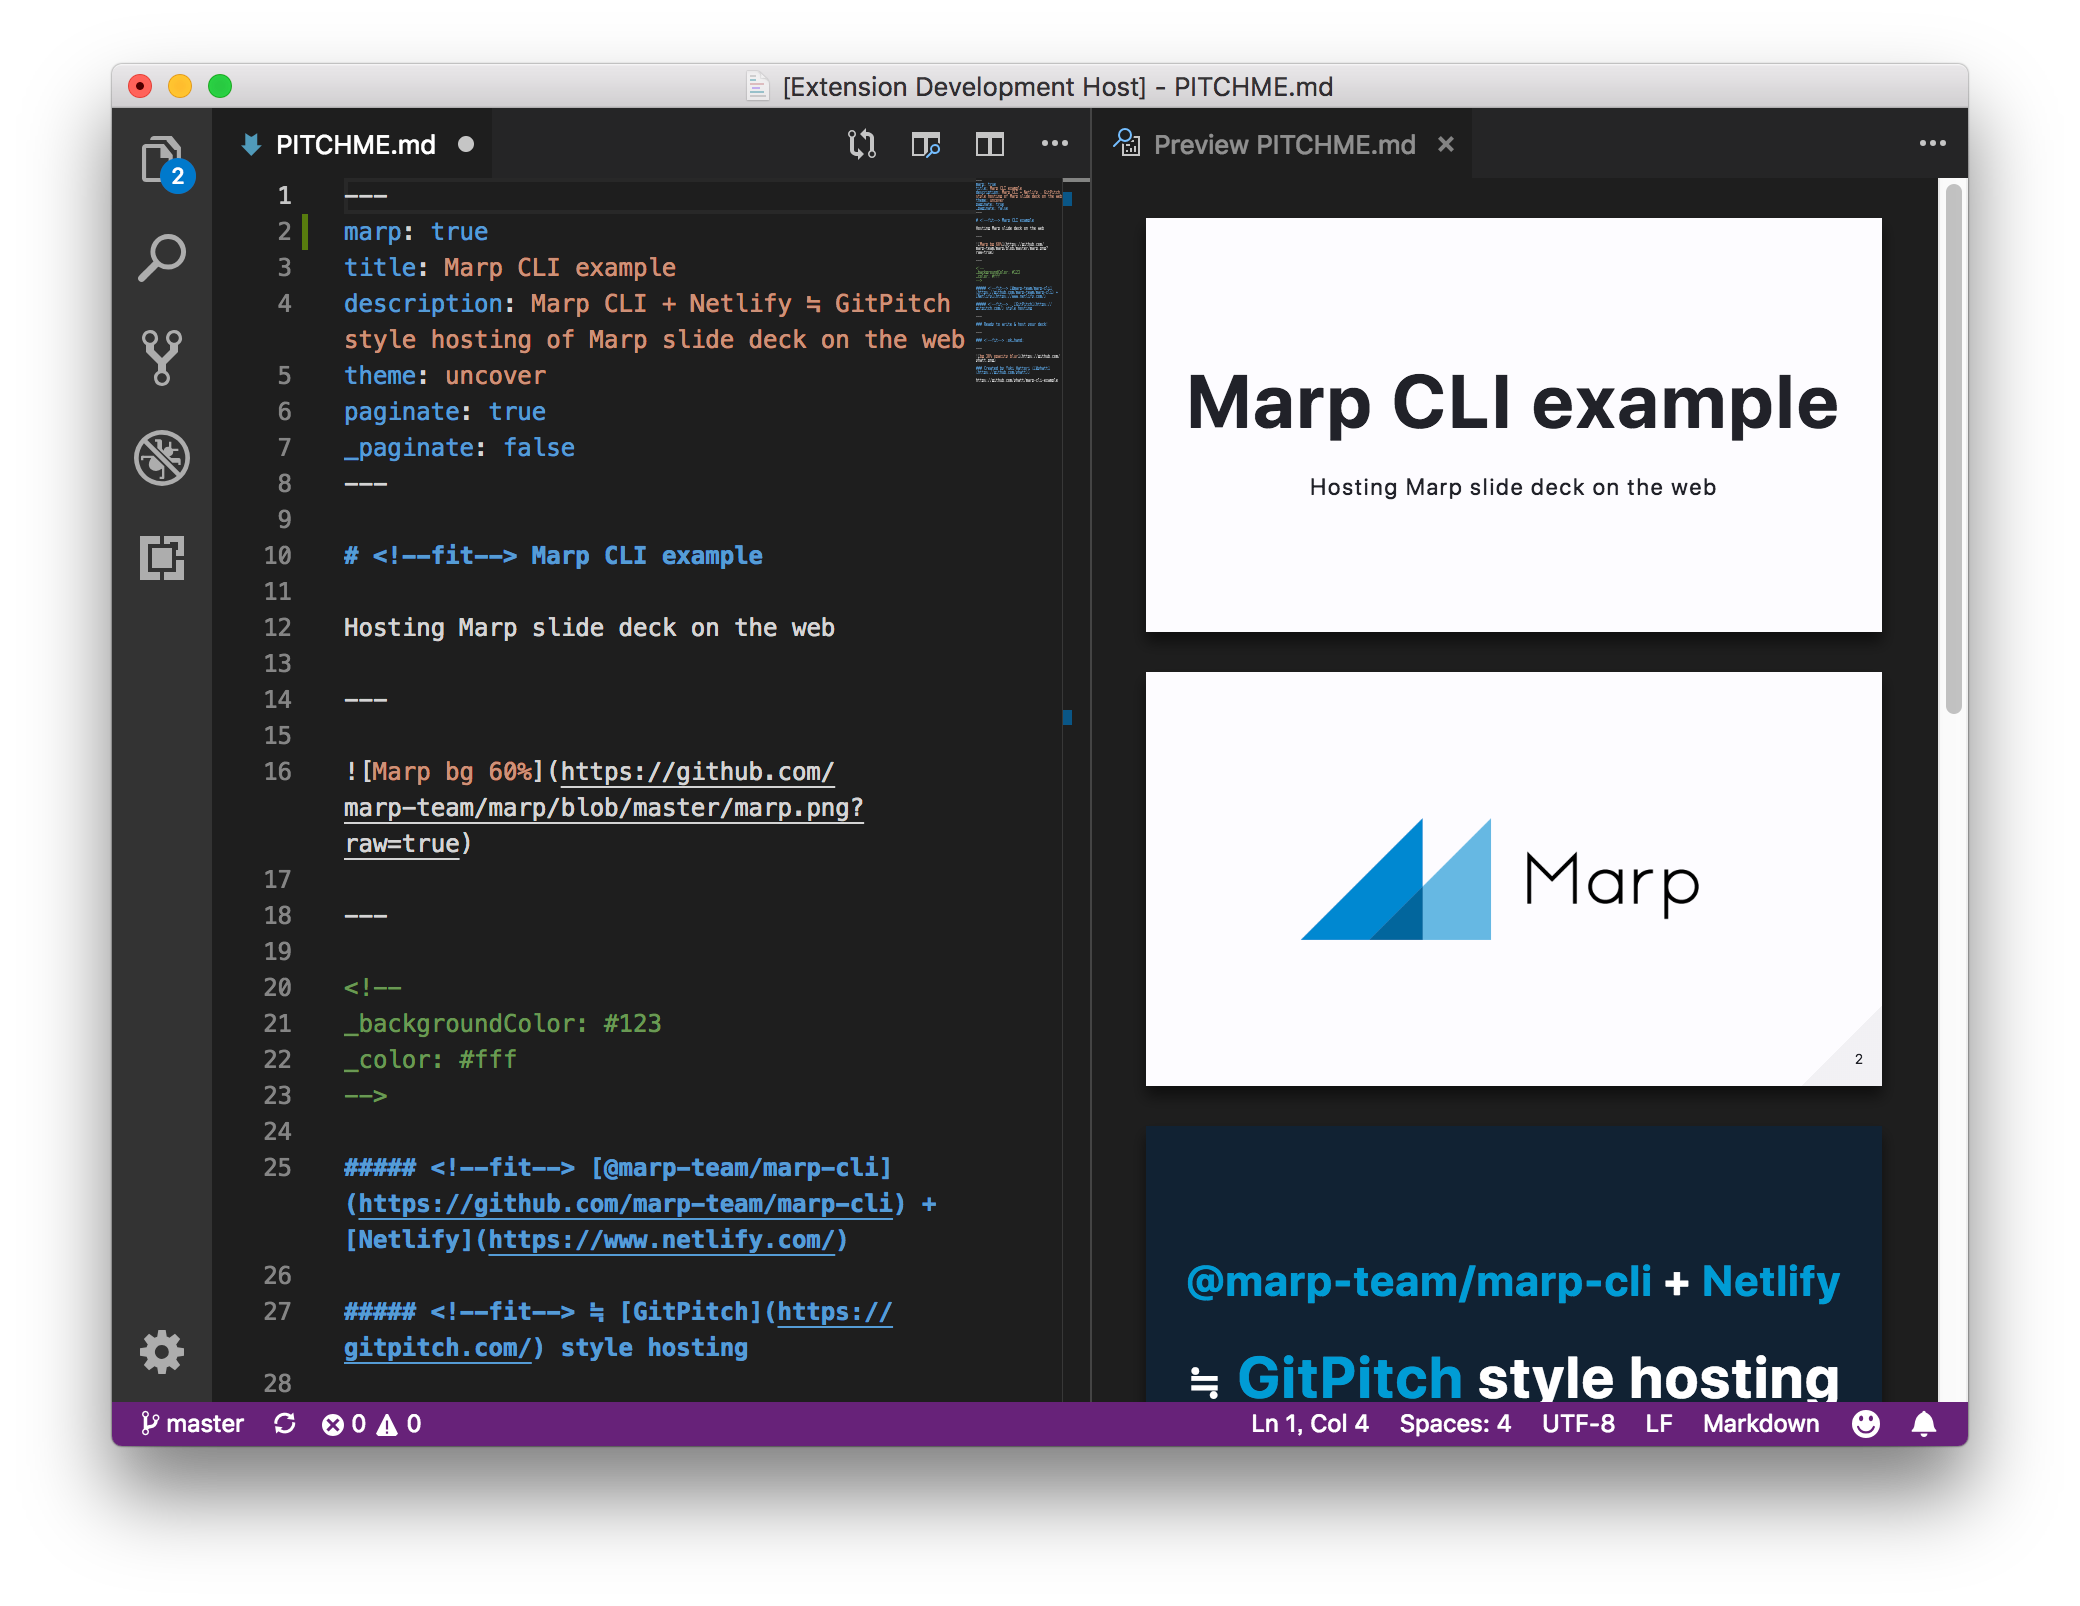 [Extension Development Host] - PITCHME.md
PITCHME.md
Preview PITCHME.md
2
1 ---
2 marp: true
3 title: Marp CLI example
4 description: Marp CLI + Netlify ≒ GitPitch
style hosting of Marp slide deck on the web
5 theme: uncover
6 paginate: true
7 _paginate: false
8 ---
9
10 # <!--fit--> Marp CLI example
11
12 Hosting Marp slide deck on the web
13
14 ---
15
16 ![Marp bg 60%](https://github.com/
marp-team/marp/blob/master/marp.png?
raw=true)
17
18 ---
19
20 <!--
21 _backgroundColor: #123
22 _color: #fff
23 -->
24
25 ##### <!--fit--> [@marp-team/marp-cli]
(https://github.com/marp-team/marp-cli) +
[Netlify](https://www.netlify.com/)
26
27 ##### <!--fit--> ≒ [GitPitch](https://
gitpitch.com/) style hosting
28
Marp CLI example
Hosting Marp slide deck on the web
Marp
2
@marp-team/marp-cli + Netlify
≒ GitPitch style hosting
master 0 0
Ln 1, Col 4 Spaces: 4 UTF-8 LF Markdown